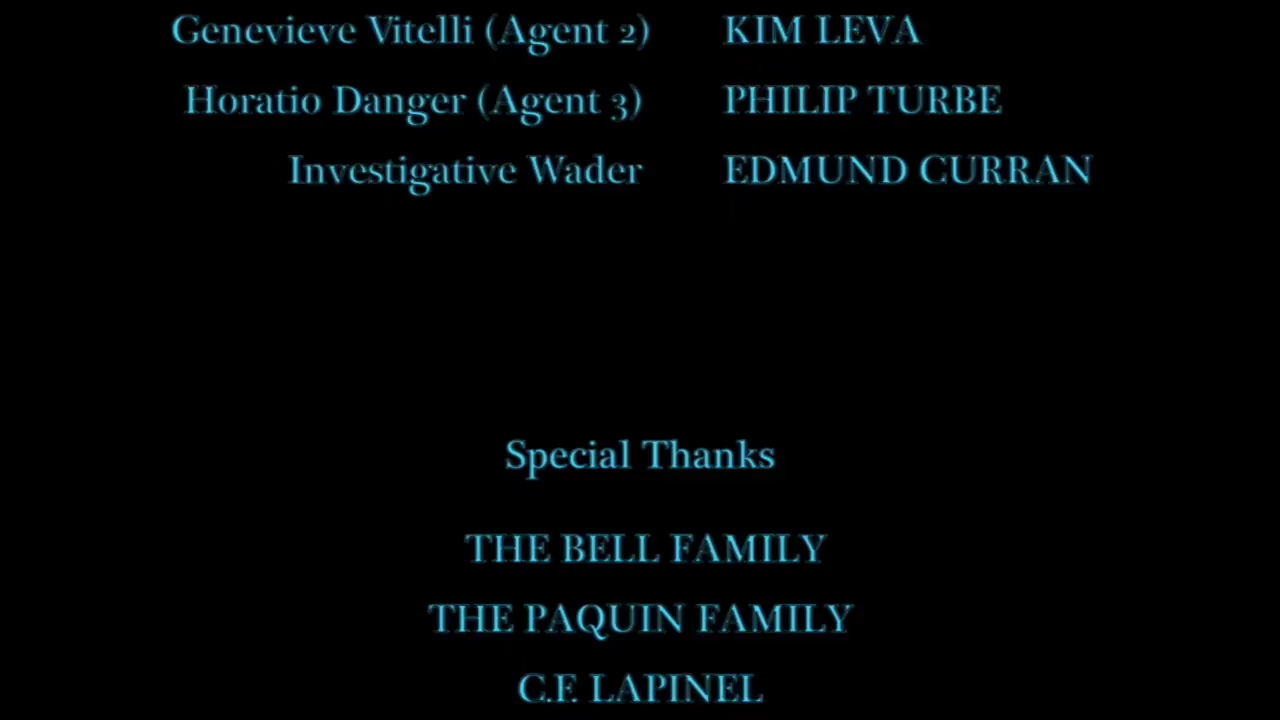 Genevieve Vitelli (Agent 2) KIM LEVA
Horatio Danger (Agent 3) PHILIP TURBE
Investigative Wader EDMUND CURRAN
Special Thanks
THE BELL FAMILY
THE PAQUIN FAMILY
C.F. LAPINEL